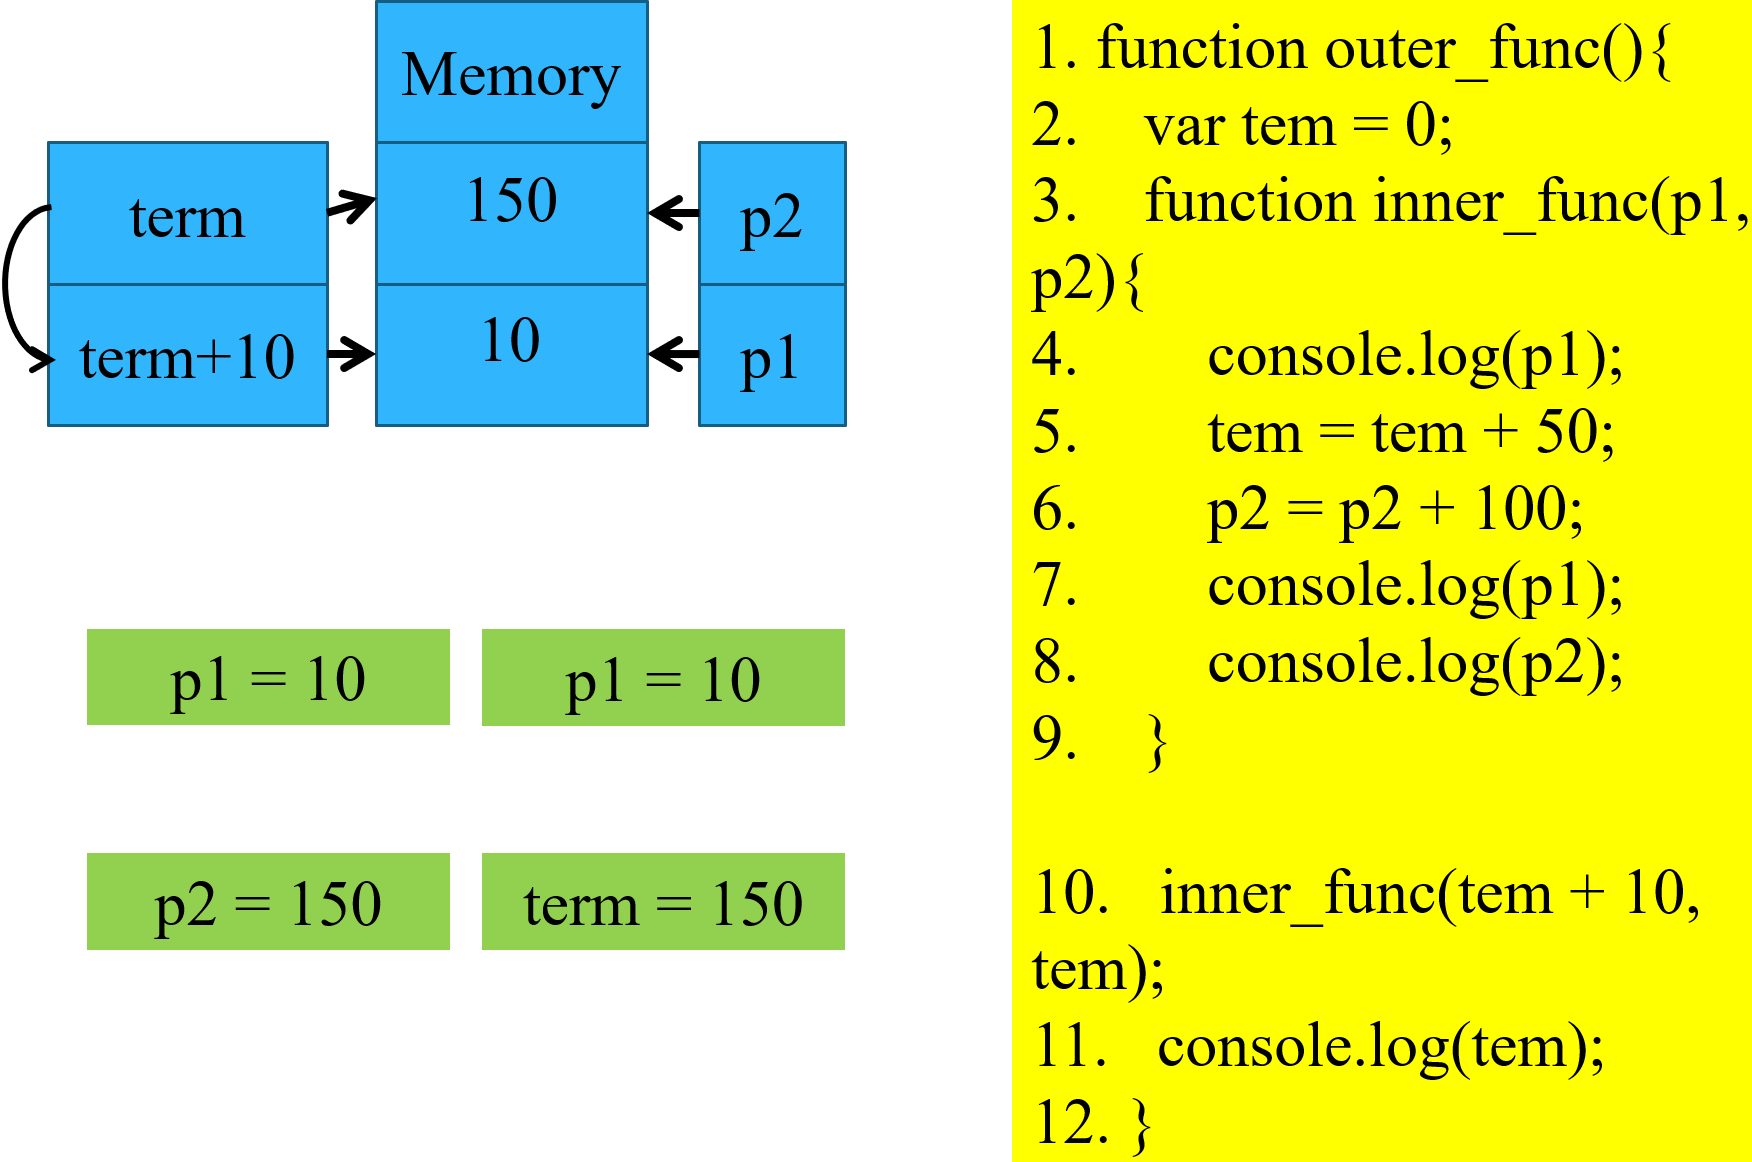 Memory
term
150
p2
term+10
10
p1
p1 = 10
p1 = 10
p2 = 150
term = 150
1. function outer_func(){
2. var tem = 0;
3. function inner_func(p1,
p2){
4. console.log(p1);
5. tem = tem + 50;
6. p2 = p2 + 100;
7. console.log(p1);
8. console.log(p2);
9. }
10. inner_func(tem + 10,
tem);
11. console.log(tem);
12. }